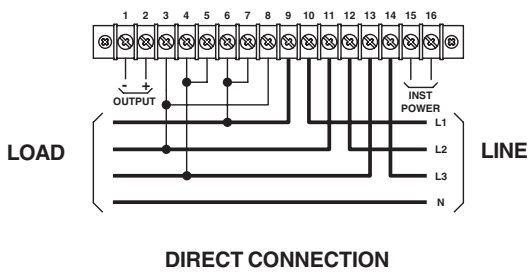 1 2 3 4 5 6 7 8 9 10 11 12 13 14 15 16
- +
OUTPUT
INST
POWER
L1
LOAD
L2
LINE
L3
N
DIRECT CONNECTION